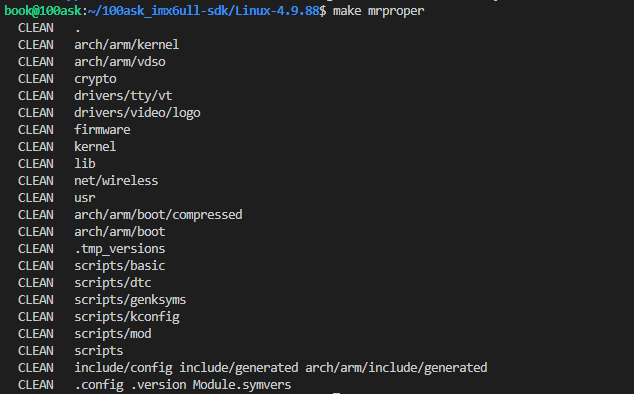 book@100ask:~/100ask_imx6ull-sdk/Linux-4.9.88$ make mrproper
CLEAN .
CLEAN arch/arm/kernel
CLEAN arch/arm/vdso
CLEAN crypto
CLEAN drivers/tty/vt
CLEAN drivers/video/logo
CLEAN firmware
CLEAN kernel
CLEAN lib
CLEAN net/wireless
CLEAN usr
CLEAN arch/arm/boot/compressed
CLEAN arch/arm/boot
CLEAN .tmp_versions
CLEAN scripts/basic
CLEAN scripts/dtc
CLEAN scripts/genksyms
CLEAN scripts/kconfig
CLEAN scripts/mod
CLEAN scripts
CLEAN include/config include/generated arch/arm/include/generated
CLEAN .config .version Module.symvers